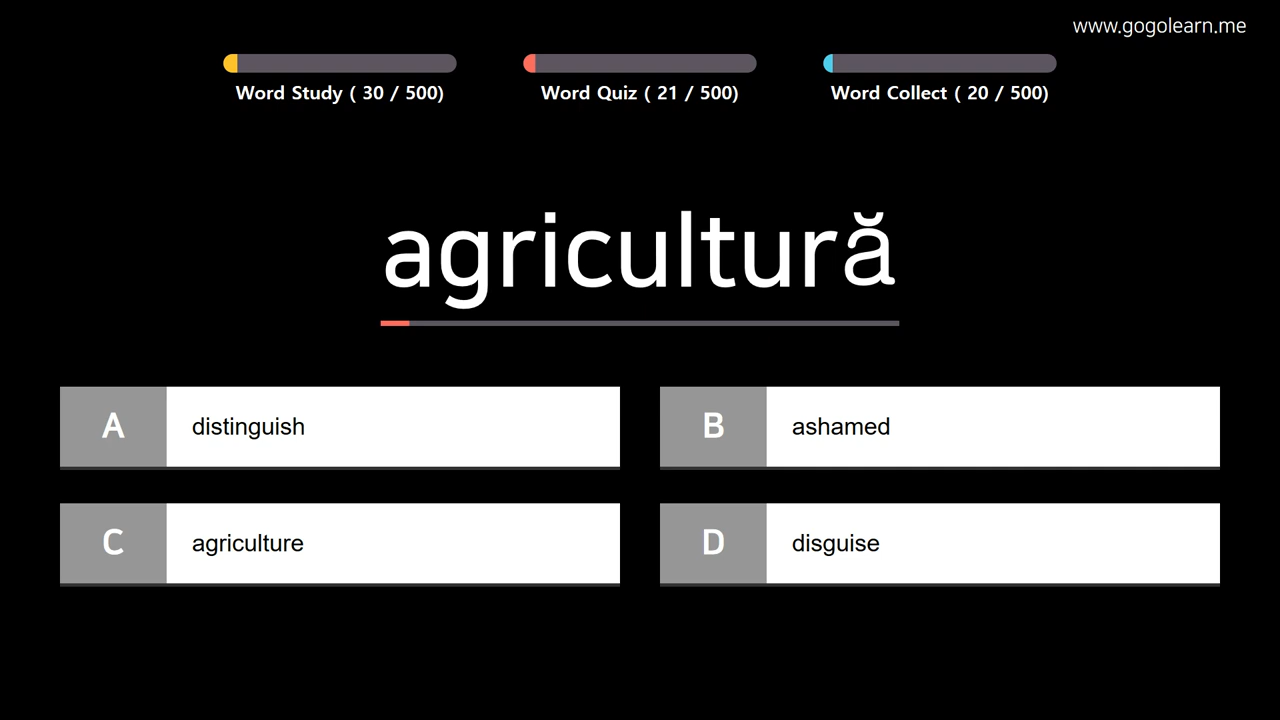 www.gogolearn.me
Word Study ( 30 / 500)
Word Quiz ( 21 / 500)
Word Collect ( 20 / 500)
agricultură
A distinguish
B ashamed
C agriculture
D disguise